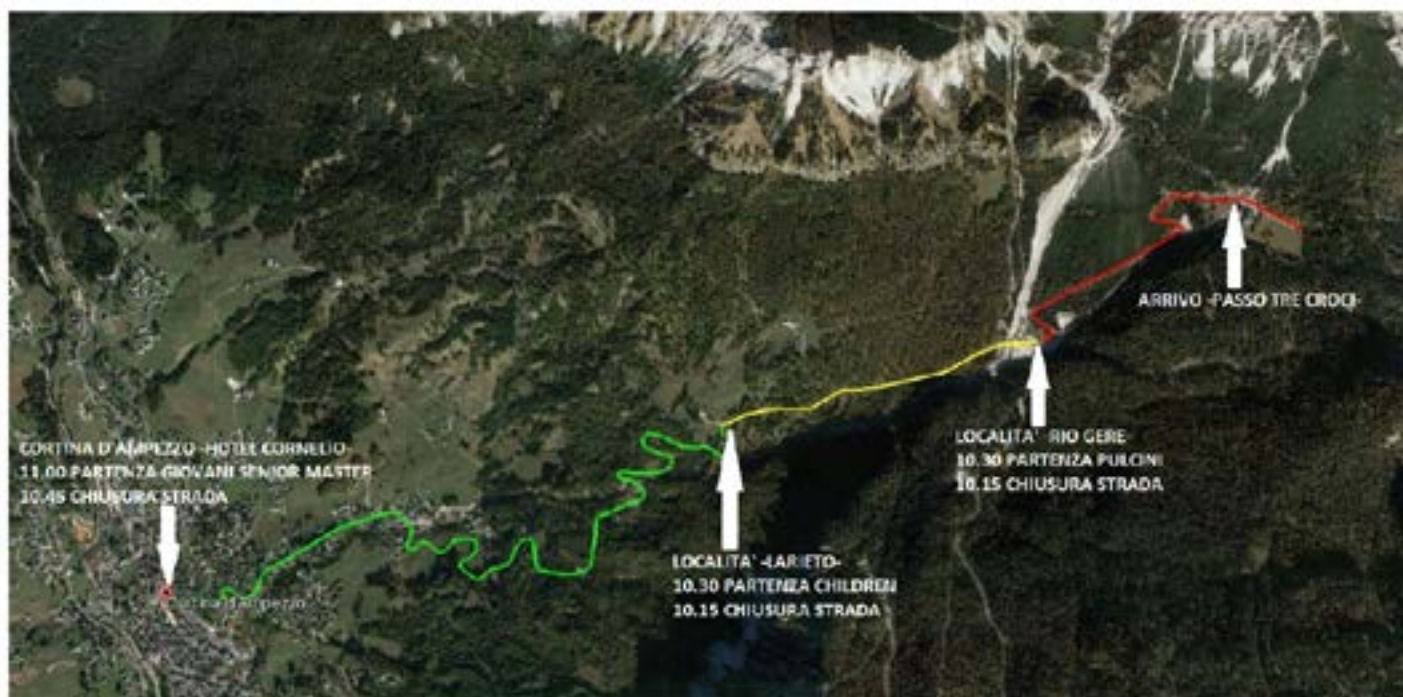 CORTINA D'AMPEZZO -HOTEL CORNELIO-
11.00 PARTENZA GIOVANI SENIOR MASTER
10.45 CHIUSURA STRADA
LOCALITA' -LARIETO-
10.30 PARTENZA CHILDREN
10.15 CHIUSURA STRADA
LOCALITA' RIO GERE
10.30 PARTENZA PULCINI
10.15 CHIUSURA STRADA
ARRIVO -PASSO TRE CROCI-